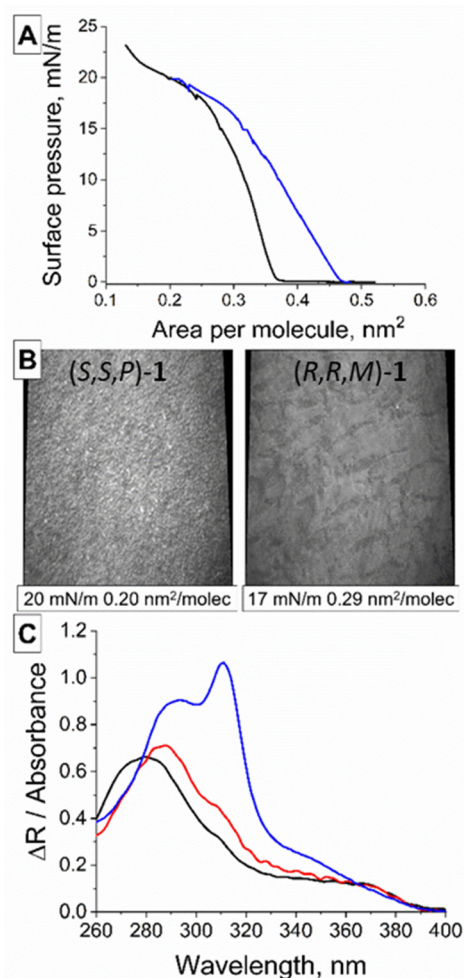 A
Surface pressure, mN/m
25
20
15
10
5
0
0.1 0.2 0.3 0.4 0.5 0.6
Area per molecule, nm²
B
(S,S,P)-1 (R,R,M)-1
20 mN/m 0.20 nm²/molec 17 mN/m 0.29 nm²/molec
C
ΔR / Absorbance
1.2
1.0
0.8
0.6
0.4
0.2
0.0
260 280 300 320 340 360 380 400
Wavelength, nm